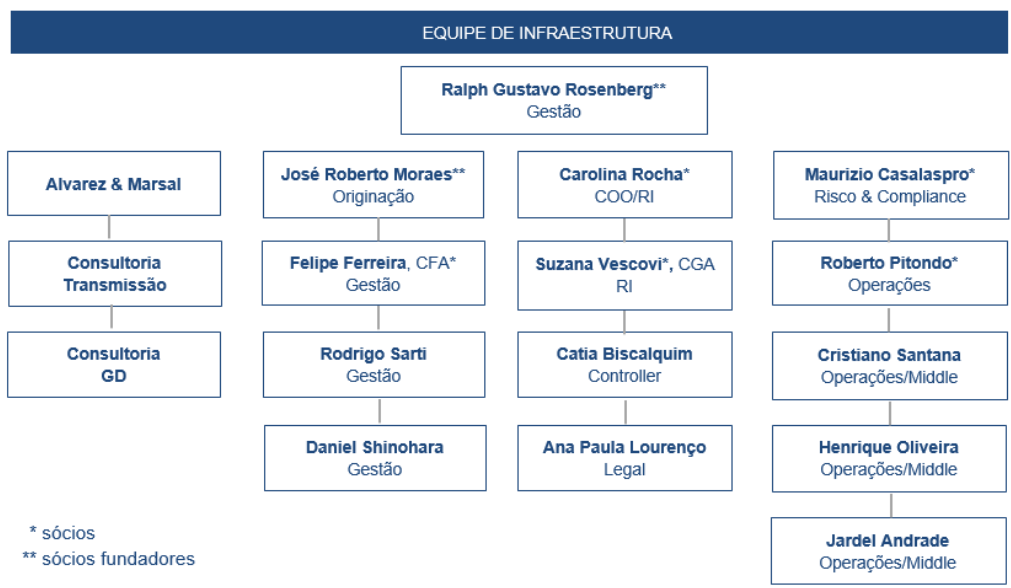 EQUIPE DE INFRAESTRUTURA
Ralph Gustavo Rosenberg**
Gestão
Alvarez & Marsal
Consultoria
Transmissão
Consultoria
GD
José Roberto Moraes**
Originação
Felipe Ferreira, CFA*
Gestão
Rodrigo Sarti
Gestão
Daniel Shinohara
Gestão
Carolina Rocha*
COO/RI
Suzana Vescovi*, CGA
RI
Catia Biscalquim
Controller
Ana Paula Lourenço
Legal
Maurizio Casalaspro*
Risco & Compliance
Roberto Pitondo*
Operações
Cristiano Santana
Operações/Middle
Henrique Oliveira
Operações/Middle
Jardel Andrade
Operações/Middle
* sócios
** sócios fundadores